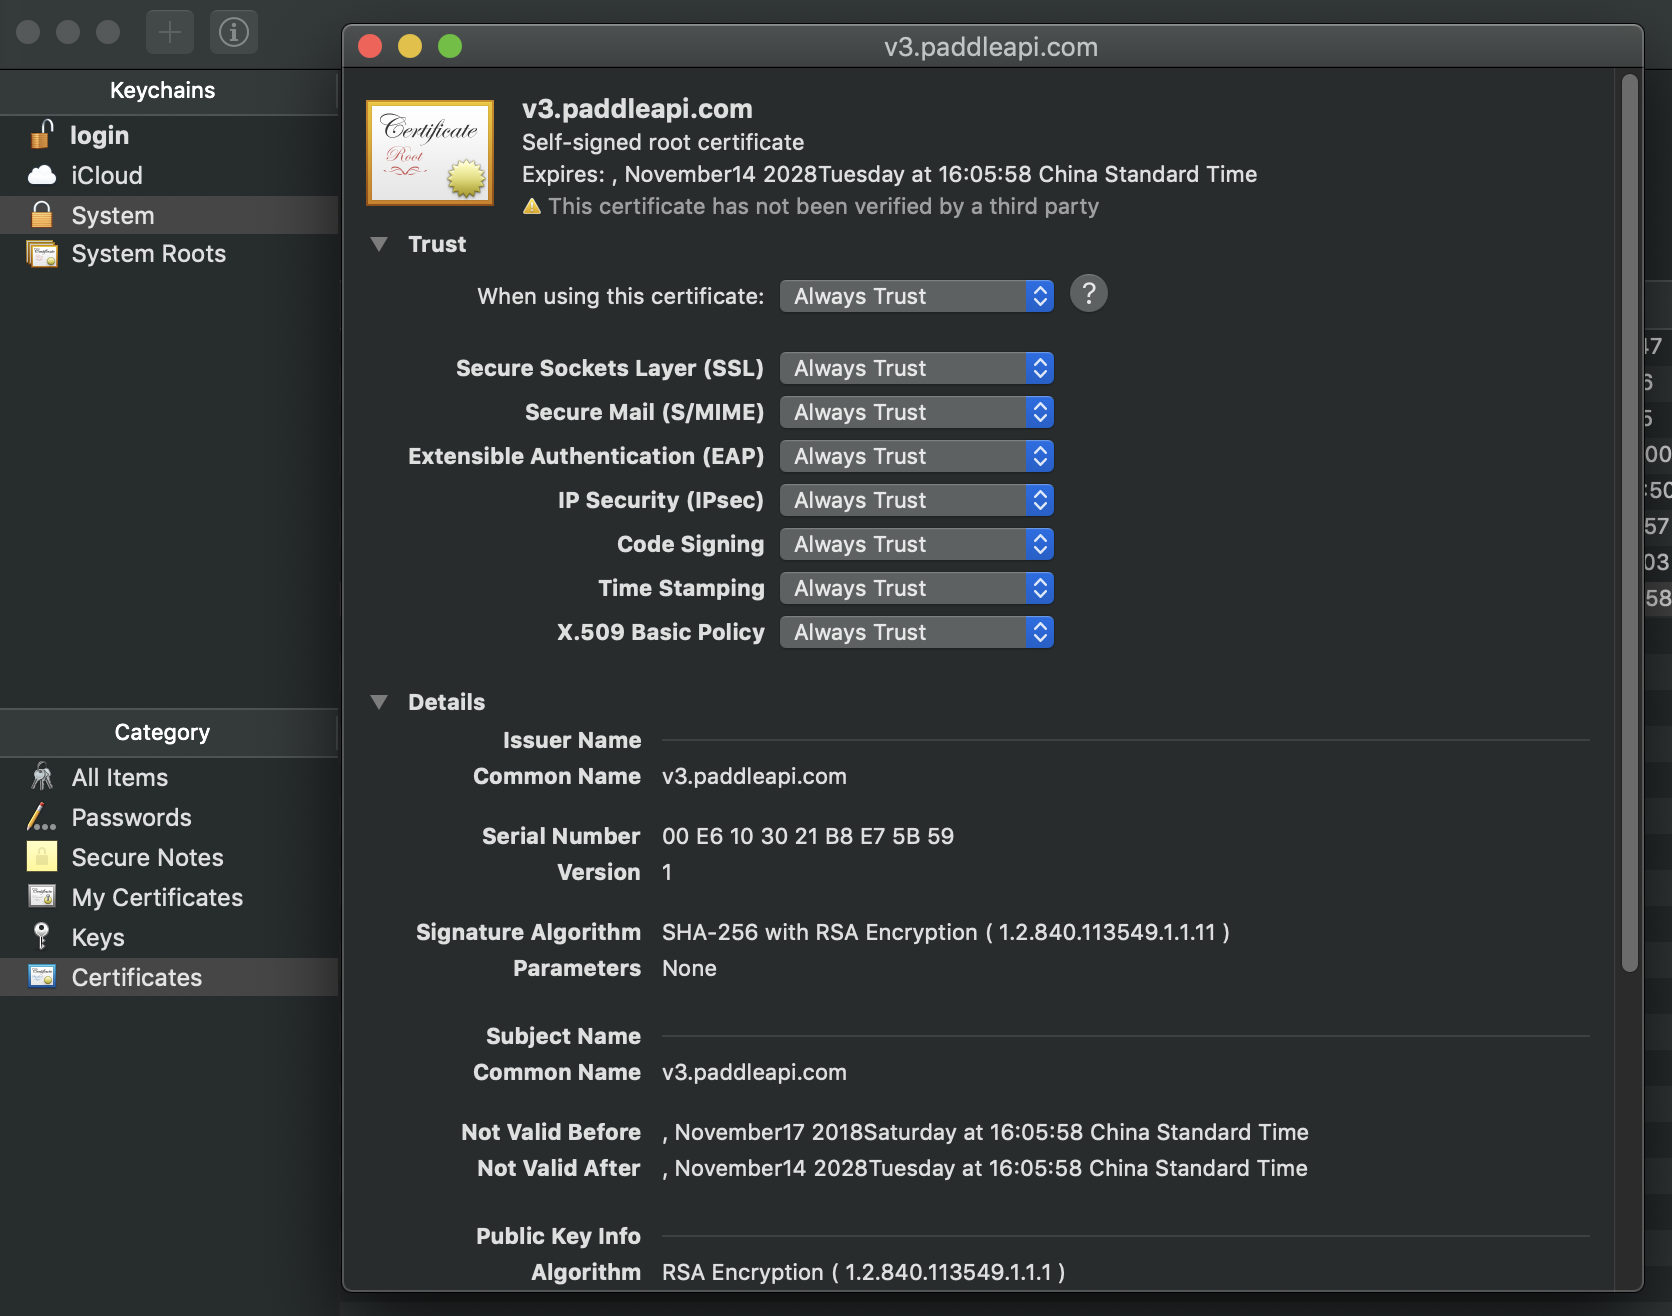 v3.paddleapi.com
Keychains
login
iCloud
System
System Roots
Category
All Items
Passwords
Secure Notes
My Certificates
Keys
Certificates
Certificate
Root
v3.paddleapi.com
Self-signed root certificate
Expires: , November14 2028Tuesday at 16:05:58 China Standard Time
This certificate has not been verified by a third party
Trust
When using this certificate: Always Trust ?
Secure Sockets Layer (SSL) Always Trust
Secure Mail (S/MIME) Always Trust
Extensible Authentication (EAP) Always Trust
IP Security (IPsec) Always Trust
Code Signing Always Trust
Time Stamping Always Trust
X.509 Basic Policy Always Trust
Details
Issuer Name
Common Name v3.paddleapi.com
Serial Number 00 E6 10 30 21 B8 E7 5B 59
Version 1
Signature Algorithm SHA-256 with RSA Encryption ( 1.2.840.113549.1.1.11 )
Parameters None
Subject Name
Common Name v3.paddleapi.com
Not Valid Before , November17 2018Saturday at 16:05:58 China Standard Time
Not Valid After , November14 2028Tuesday at 16:05:58 China Standard Time
Public Key Info
Algorithm RSA Encryption ( 1.2.840.113549.1.1.1 )
00
:50
57
03
58